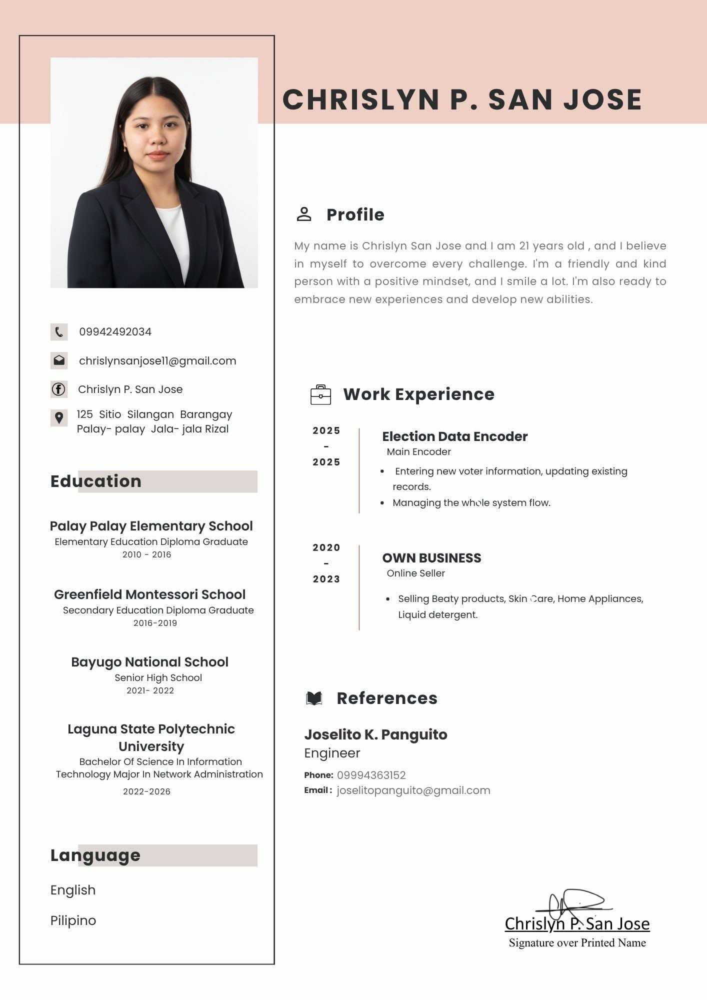 CHRISLYN P. SAN JOSE
09942492034
chrislynsanjose11@gmail.com
Chrislyn P. San Jose
125 Sitio Silangan Barangay
Palay- palay Jala- jala Rizal
Education
Palay Palay Elementary School
Elementary Education Diploma Graduate
2010 - 2016
Greenfield Montessori School
Secondary Education Diploma Graduate
2016-2019
Bayugo National School
Senior High School
2021- 2022
Laguna State Polytechnic
University
Bachelor Of Science In Information
Technology Major In Network Administration
2022-2026
Language
English
Pilipino
Profile
My name is Chrislyn San Jose and I am 21 years old , and I believe
in myself to overcome every challenge. I'm a friendly and kind
person with a positive mindset, and I smile a lot. I'm also ready to
embrace new experiences and develop new abilities.
Work Experience
2025
-
2025
Election Data Encoder
Main Encoder
• Entering new voter information, updating existing
records.
• Managing the whole system flow.
2020
-
2023
OWN BUSINESS
Online Seller
• Selling Beaty products, Skin Care, Home Appliances,
Liquid detergent.
References
Joselito K. Panguito
Engineer
Phone: 09994363152
Email : joselitopanguito@gmail.com
Chrislyn P. San Jose
Signature over Printed Name